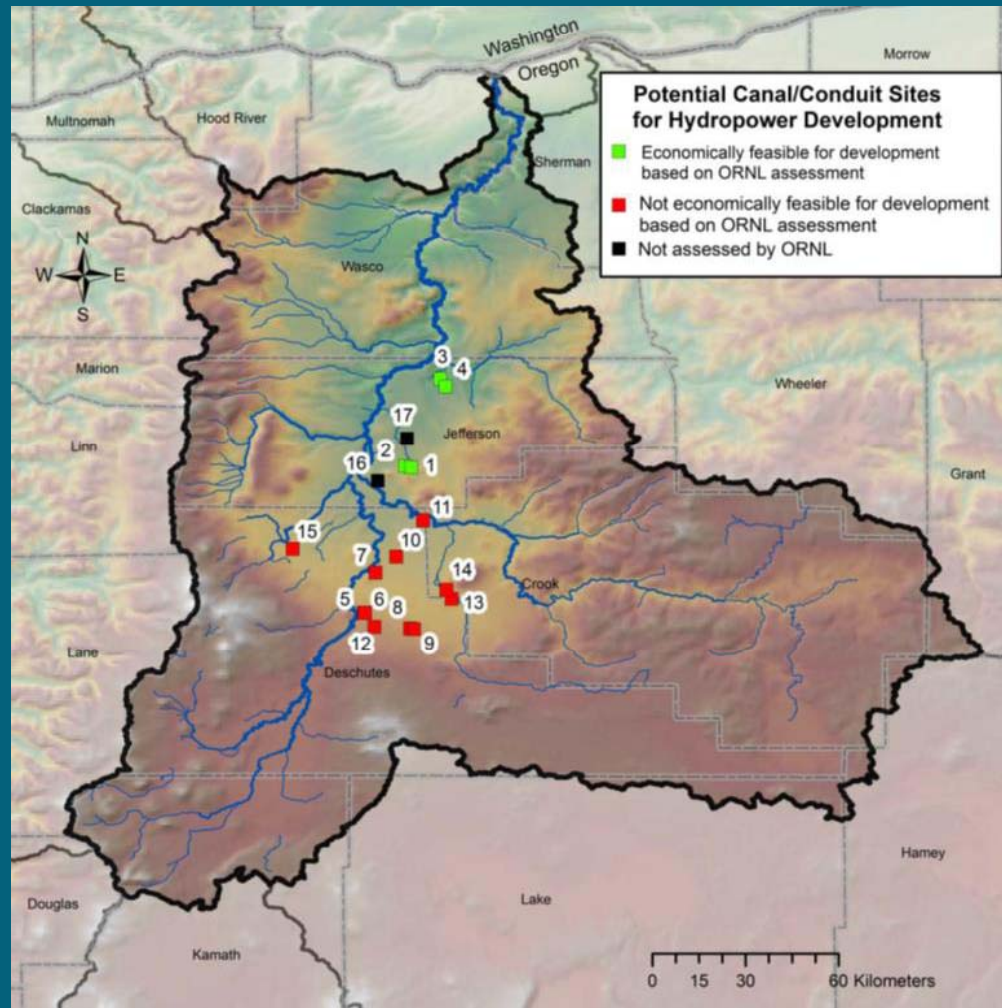 Washington
Oregon
Morrow
Multnomah
Hood River
Potential Canal/Conduit Sites
for Hydropower Development
Economically feasible for development
based on ORNL assessment
Not economically feasible for development
based on ORNL assessment
Not assessed by ORNL
Sherman
Clackamas
N
W
E
S
Wasco
Marion
3
4
Wheeler
17
Jefferson
Linn
2
16
1
Grant
11
15
10
7
14
Crook
5
6
8
13
12
9
Lane
Deschutes
Hamey
Douglas
Lake
Kamath
0 15 30 60 Kilometers